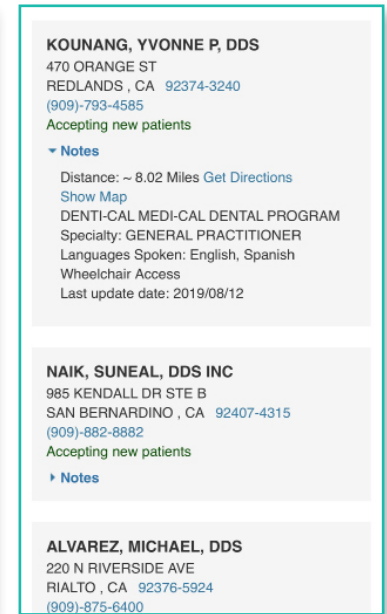 KOUNANG, YVONNE P, DDS
470 ORANGE ST
REDLANDS , CA 92374-3240
(909)-793-4585
Accepting new patients
Notes
Distance: ~ 8.02 Miles Get Directions
Show Map
DENTI-CAL MEDI-CAL DENTAL PROGRAM
Specialty: GENERAL PRACTITIONER
Languages Spoken: English, Spanish
Wheelchair Access
Last update date: 2019/08/12
NAIK, SUNEAL, DDS INC
985 KENDALL DR STE B
SAN BERNARDINO , CA 92407-4315
(909)-882-8882
Accepting new patients
Notes
ALVAREZ, MICHAEL, DDS
220 N RIVERSIDE AVE
RIALTO , CA 92376-5924
(909)-875-6400